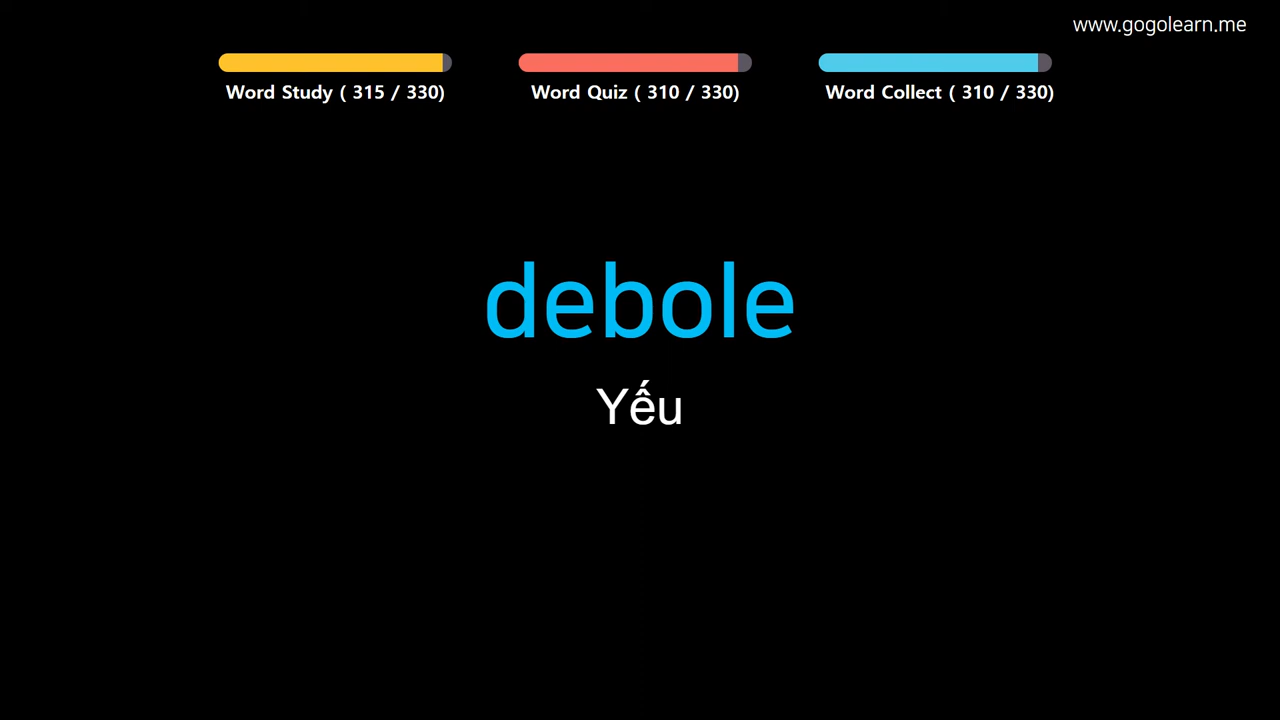 www.gogolearn.me
Word Study ( 315 / 330)
Word Quiz ( 310 / 330)
Word Collect ( 310 / 330)
debole
Yếu